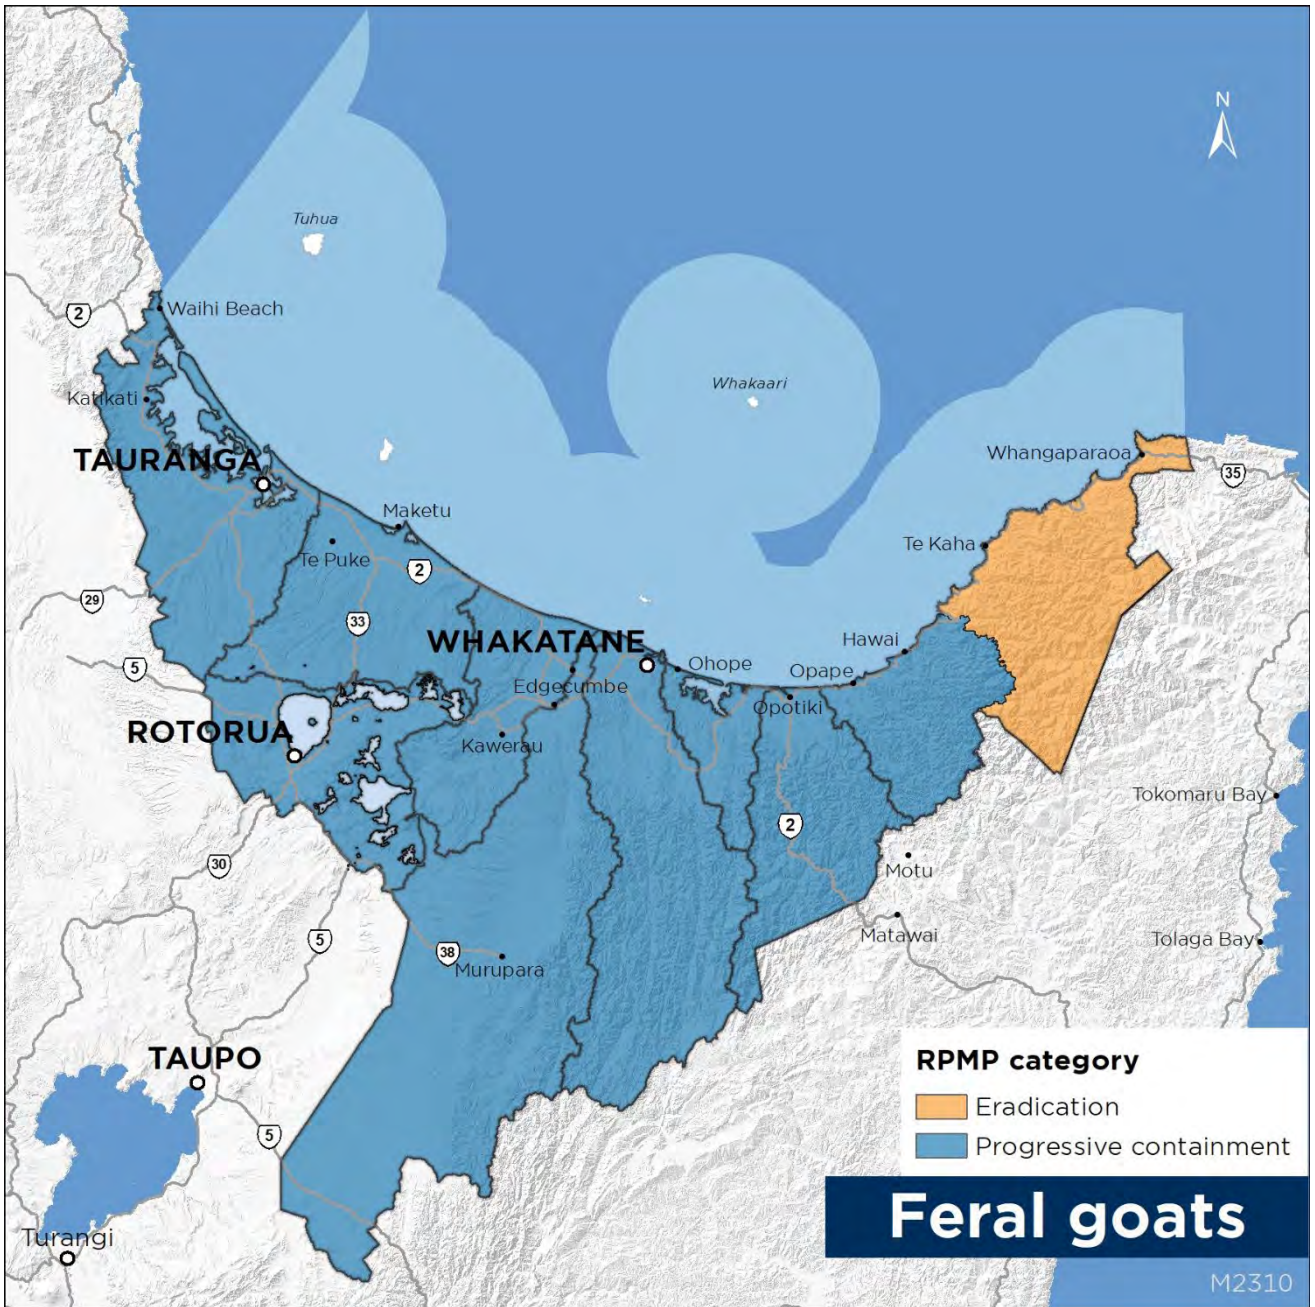 N
Tuhua
2
Waihi Beach
Whakaari
Katikati
TAURANGA
Whangaparaoa
35
Maketu
Te Kaha
Te Puke
2
29
33
WHAKATANE
Hawai
5
Ohope
Opape
Edgecumbe
Opotiki
ROTORUA
Kawerau
Tokomaru Bay
2
30
Motu
Matawai
5
38
Tolaga Bay
Murupara
TAUPO
RPMP category
Eradication
5
Progressive containment
Feral goats
Turangi
M2310